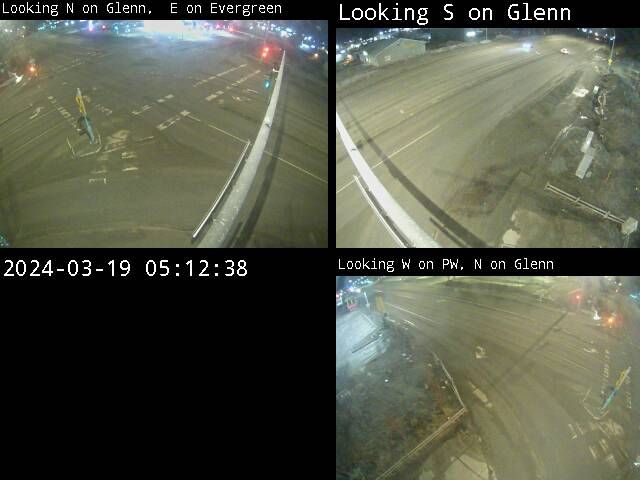 Looking N on Glenn,  E on Evergreen
Looking S on Glenn
2024-03-19 05:12:38
Looking W on PW, N on Glenn